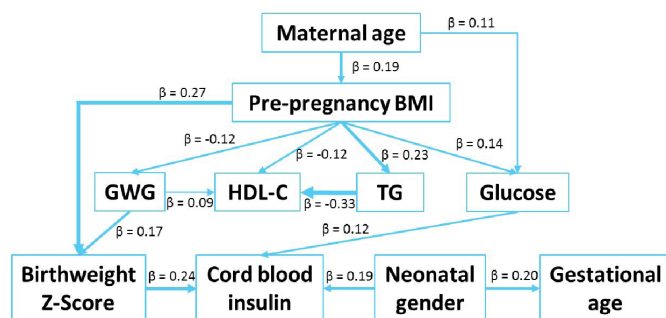 Maternal age
β = 0.11
β = 0.19
β = 0.27
Pre-pregnancy BMI
β = -0.12
β = -0.12
β = 0.23
β = 0.14
GWG
β = 0.09
HDL-C
β = -0.33
TG
Glucose
β = 0.17
β = 0.12
Birthweight
Z-Score
β = 0.24
Cord blood
insulin
β = 0.19
Neonatal
gender
β = 0.20
Gestational
age